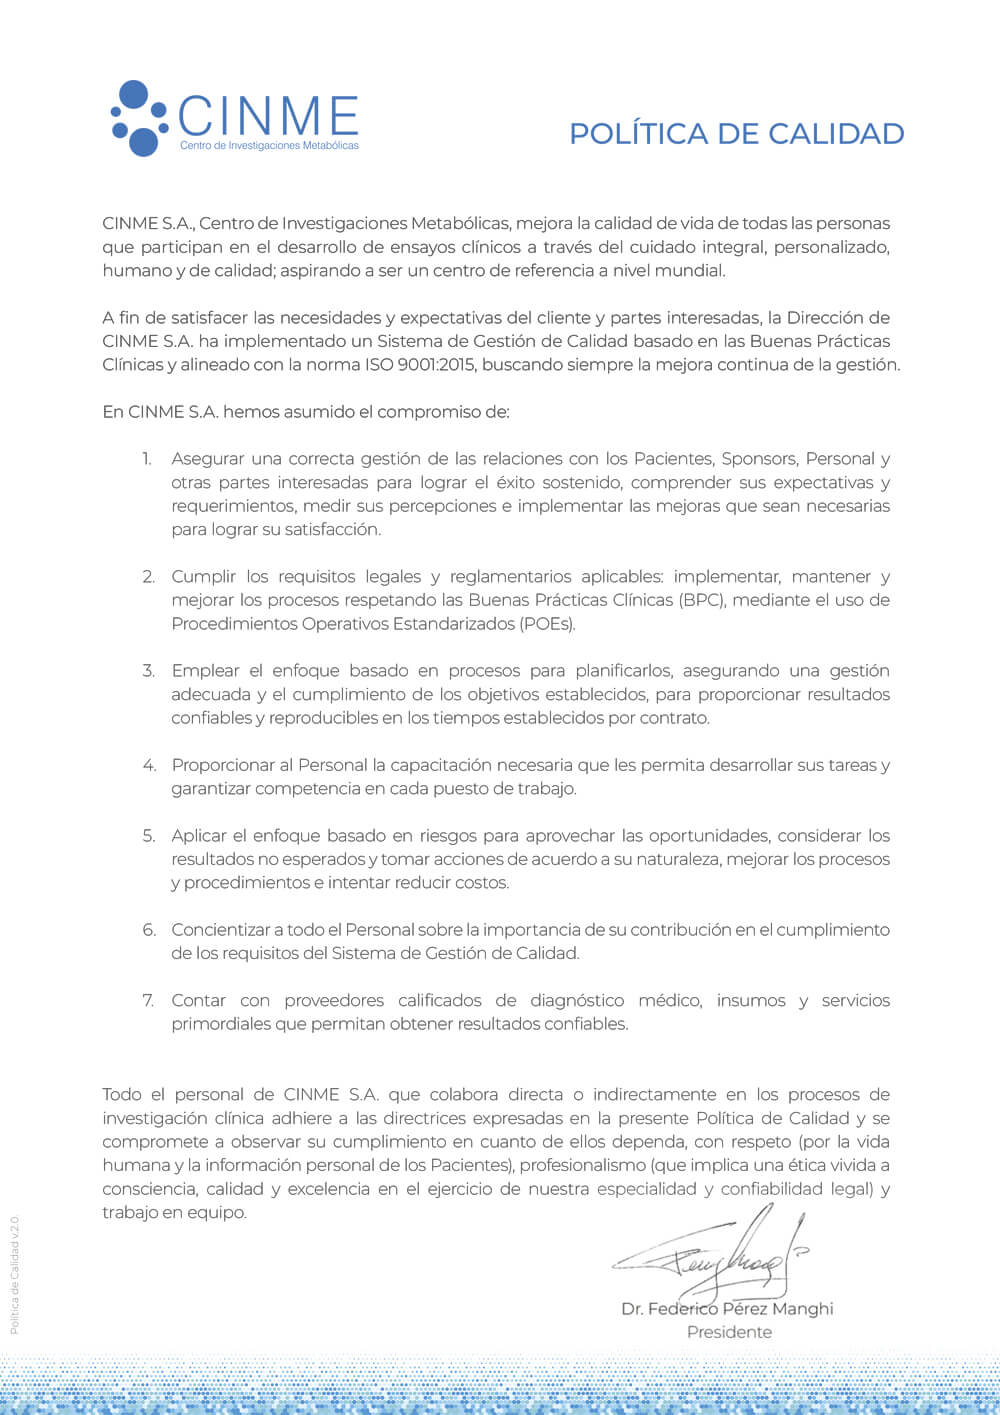 CINME
Centro de Investigaciones Metabólicas
POLÍTICA DE CALIDAD
CINME S.A., Centro de Investigaciones Metabólicas, mejora la calidad de vida de todas las personas
que participan en el desarrollo de ensayos clínicos a través del cuidado integral, personalizado,
humano y de calidad; aspirando a ser un centro de referencia a nivel mundial.
A fin de satisfacer las necesidades y expectativas del cliente y partes interesadas, la Dirección de
CINME S.A. ha implementado un Sistema de Gestión de Calidad basado en las Buenas Prácticas
Clínicas y alineado con la norma ISO 9001:2015, buscando siempre la mejora continua de la gestión.
En CINME S.A. hemos asumido el compromiso de:
1. Asegurar una correcta gestión de las relaciones con los Pacientes, Sponsors, Personal y
otras partes interesadas para lograr el éxito sostenido, comprender sus expectativas y
requerimientos, medir sus percepciones e implementar las mejoras que sean necesarias
para lograr su satisfacción.
2. Cumplir los requisitos legales y reglamentarios aplicables: implementar, mantener y
mejorar los procesos respetando las Buenas Prácticas Clínicas (BPC), mediante el uso de
Procedimientos Operativos Estandarizados (POEs).
3. Emplear el enfoque basado en procesos para planificarlos, asegurando una gestión
adecuada y el cumplimiento de los objetivos establecidos, para proporcionar resultados
confiables y reproducibles en los tiempos establecidos por contrato.
4. Proporcionar al Personal la capacitación necesaria que les permita desarrollar sus tareas y
garantizar competencia en cada puesto de trabajo.
5. Aplicar el enfoque basado en riesgos para aprovechar las oportunidades, considerar los
resultados no esperados y tomar acciones de acuerdo a su naturaleza, mejorar los procesos
y procedimientos e intentar reducir costos.
6. Concientizar a todo el Personal sobre la importancia de su contribución en el cumplimiento
de los requisitos del Sistema de Gestión de Calidad.
7. Contar con proveedores calificados de diagnóstico médico, insumos y servicios
primordiales que permitan obtener resultados confiables.
Todo el personal de CINME S.A. que colabora directa o indirectamente en los procesos de
investigación clínica adhiere a las directrices expresadas en la presente Política de Calidad y se
compromete a observar su cumplimiento en cuanto de ellos dependa, con respeto (por la vida
humana y la información personal de los Pacientes), profesionalismo (que implica una ética vivida a
consciencia, calidad y excelencia en el ejercicio de nuestra especialidad y confiabilidad legal) y
trabajo en equipo.
Dr. Federico Pérez Manghi
Presidente
Política de Calidad v.2.0.